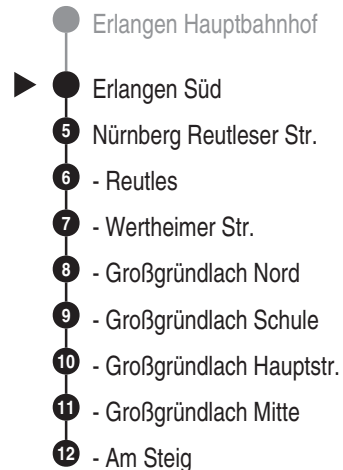 Erlangen Hauptbahnhof
Erlangen Süd
5 Nürnberg Reutleser Str.
6 - Reutles
7 - Wertheimer Str.
8 - Großgründlach Nord
9 - Großgründlach Schule
10 - Großgründlach Hauptstr.
11 - Großgründlach Mitte
12 - Am Steig